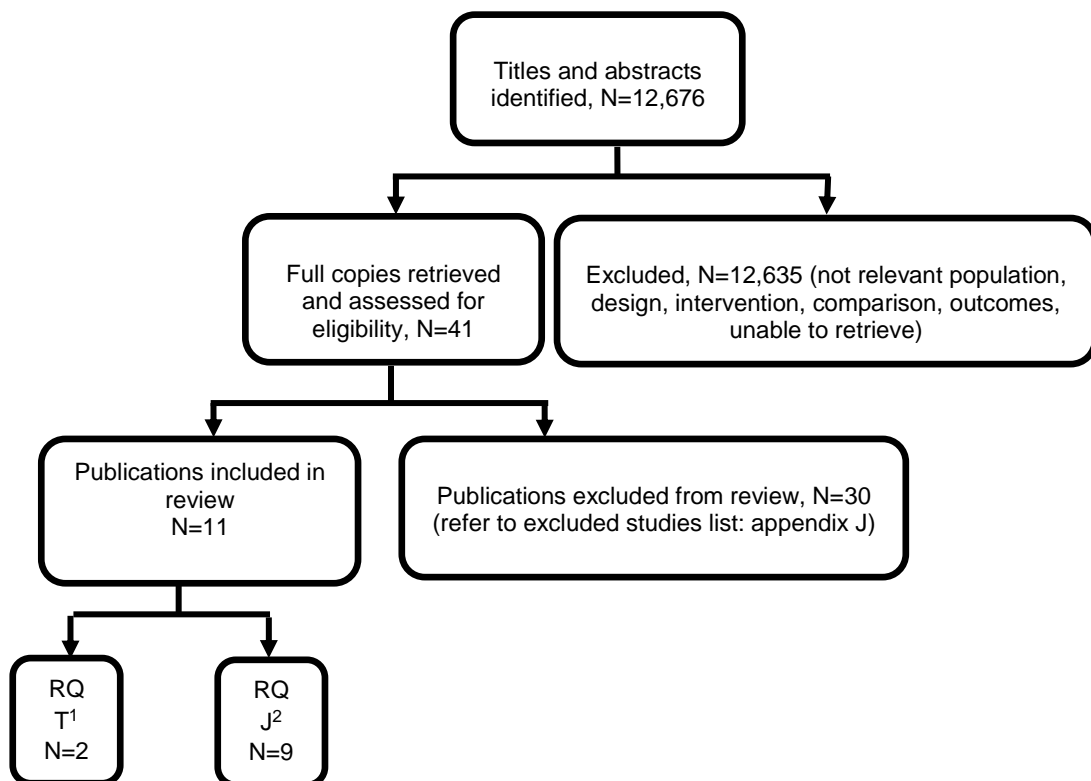 Titles and abstracts
identified, N=12,676
Full copies retrieved
and assessed for
eligibility, N=41
Excluded, N=12,635 (not relevant population,
design, intervention, comparison, outcomes,
unable to retrieve)
Publications included in
review
N=11
Publications excluded from review, N=30
(refer to excluded studies list: appendix J)
RQ
T¹
N=2
RQ
J²
N=9